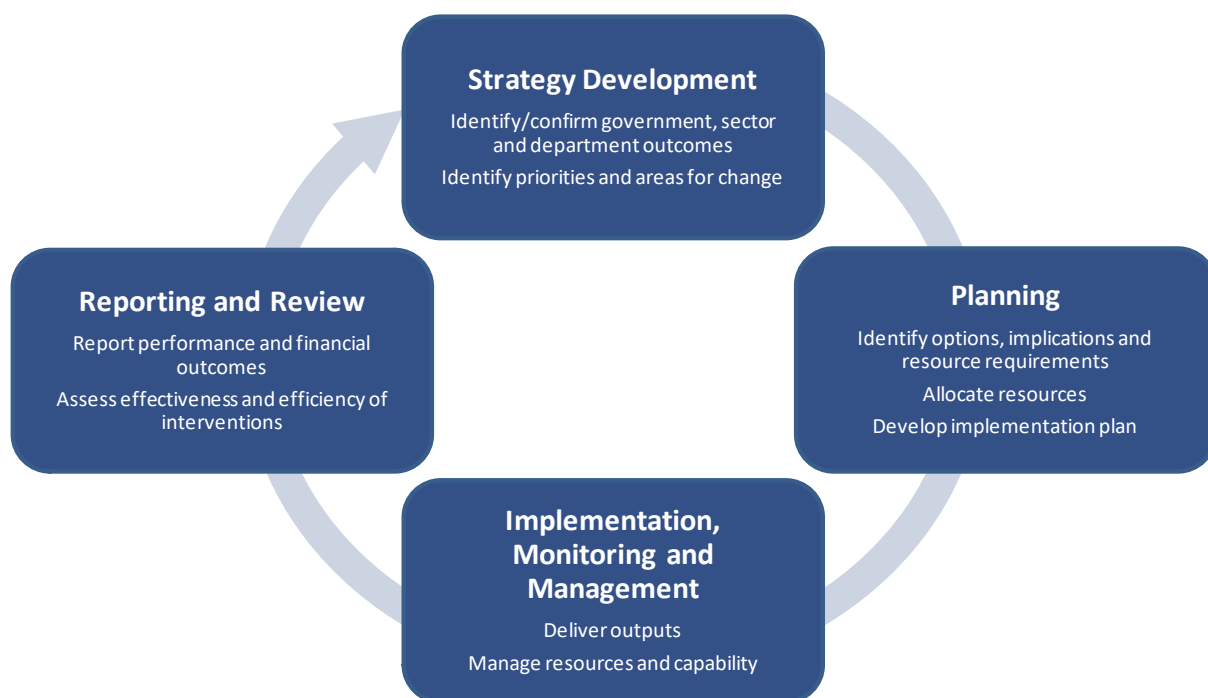 Strategy Development
Identify/confirm government, sector
and department outcomes
Identify priorities and areas for change
Planning
Identify options, implications and
resource requirements
Allocate resources
Develop implementation plan
Implementation,
Monitoring and
Management
Deliver outputs
Manage resources and capability
Reporting and Review
Report performance and financial
outcomes
Assess effectiveness and efficiency of
interventions